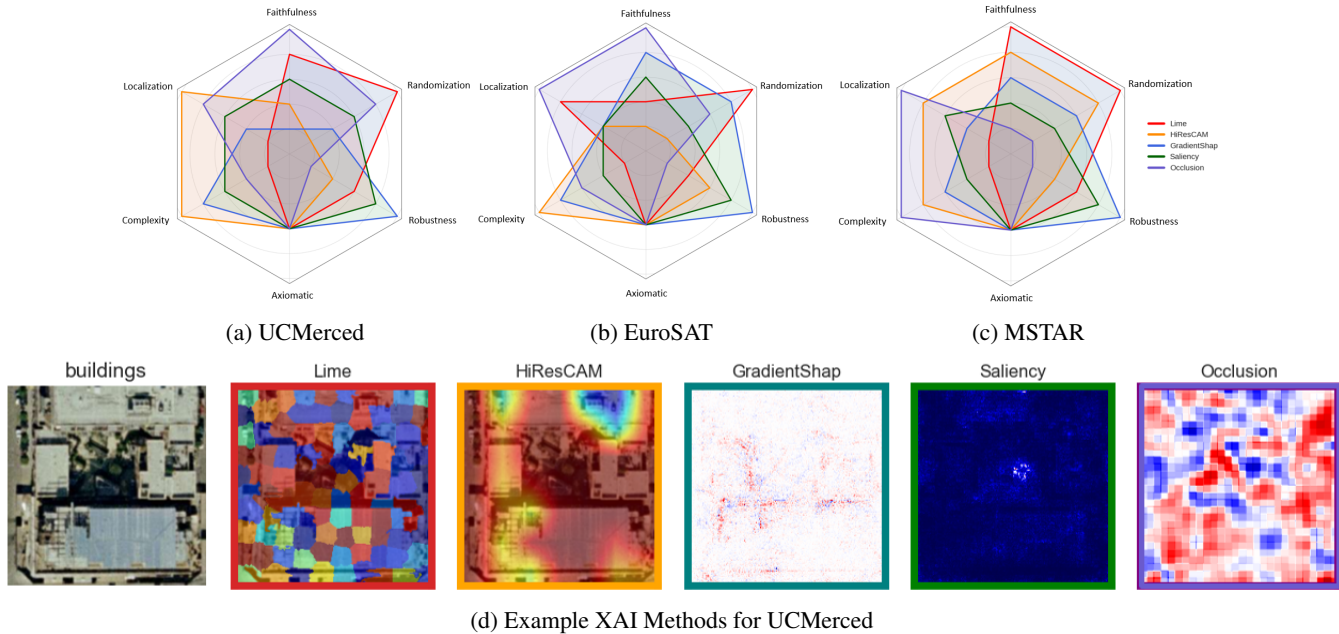 Faithfulness
Localization
Randomization
Complexity
Robustness
Axiomatic
(a) UCMerced
Faithfulness
Localization
Randomization
Complexity
Robustness
Axiomatic
(b) EuroSAT
Faithfulness
Localization
Randomization
Complexity
Robustness
Axiomatic
(c) MSTAR
Lime
HiResCAM
GradientShap
Saliency
Occlusion
buildings
Lime
HiResCAM
GradientShap
Saliency
Occlusion
(d) Example XAI Methods for UCMerced